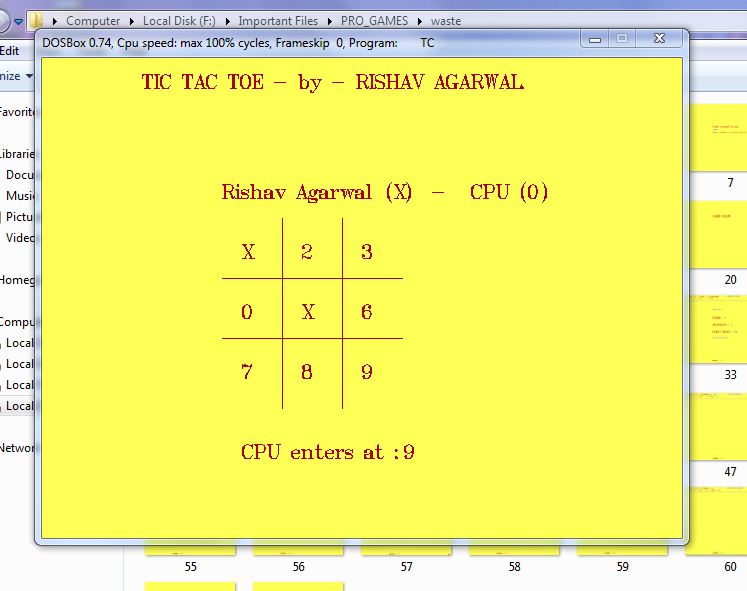 Computer Local Disk (F:) Important Files PRO_GAMES waste
DOSBox 0.74, Cpu speed: max 100% cycles, Frameskip 0, Program: TC
Edit
nize
Favorite
Libraries
Docu
Music
Pictu
Video
Homeg
Compu
Local
Local
Local
Local
Networ
TIC TAC TOE - by - RISHAV AGARWAL
Rishav Agarwal (X) - CPU (0)
X 2 3
0 X 6
7 8 9
CPU enters at : 9
7
20
33
47
55 56 57 58 59 60